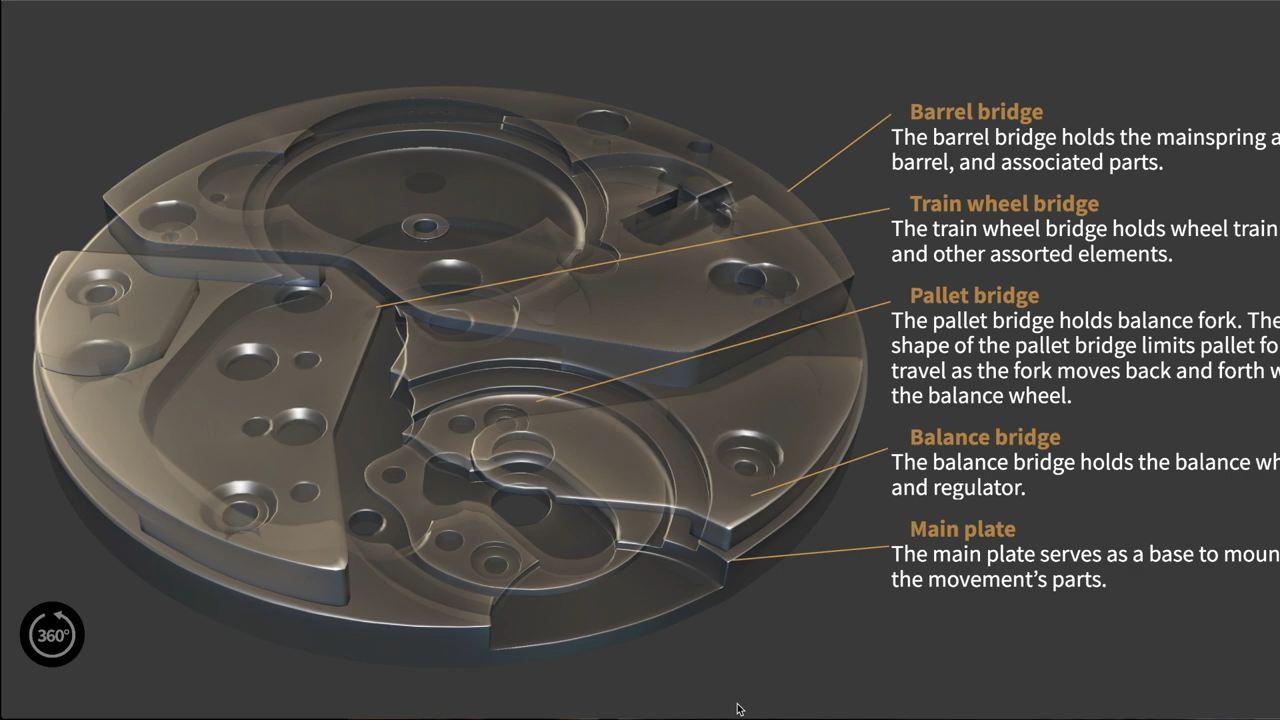 Barrel bridge
The barrel bridge holds the mainspring a
barrel, and associated parts.
Train wheel bridge
The train wheel bridge holds wheel train
and other assorted elements.
Pallet bridge
The pallet bridge holds balance fork. The
shape of the pallet bridge limits pallet fo
travel as the fork moves back and forth w
the balance wheel.
Balance bridge
The balance bridge holds the balance wh
and regulator.
Main plate
The main plate serves as a base to moun
the movement’s parts.
360°